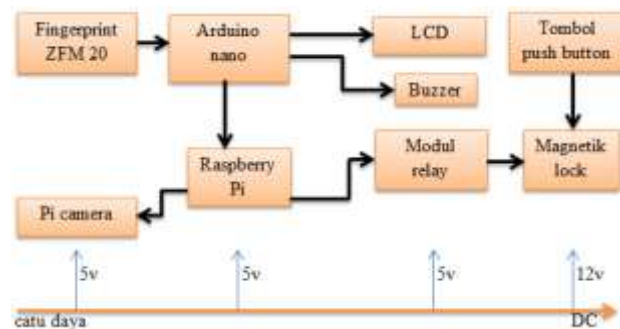 Fingerprint
ZFM 20
Arduino
nano
LCD
Tombol
push button
Buzzer
Raspberry
Pi
Modul
relay
Magnetik
lock
Pi camera
5v
5v
5v
12v
catu daya
DC